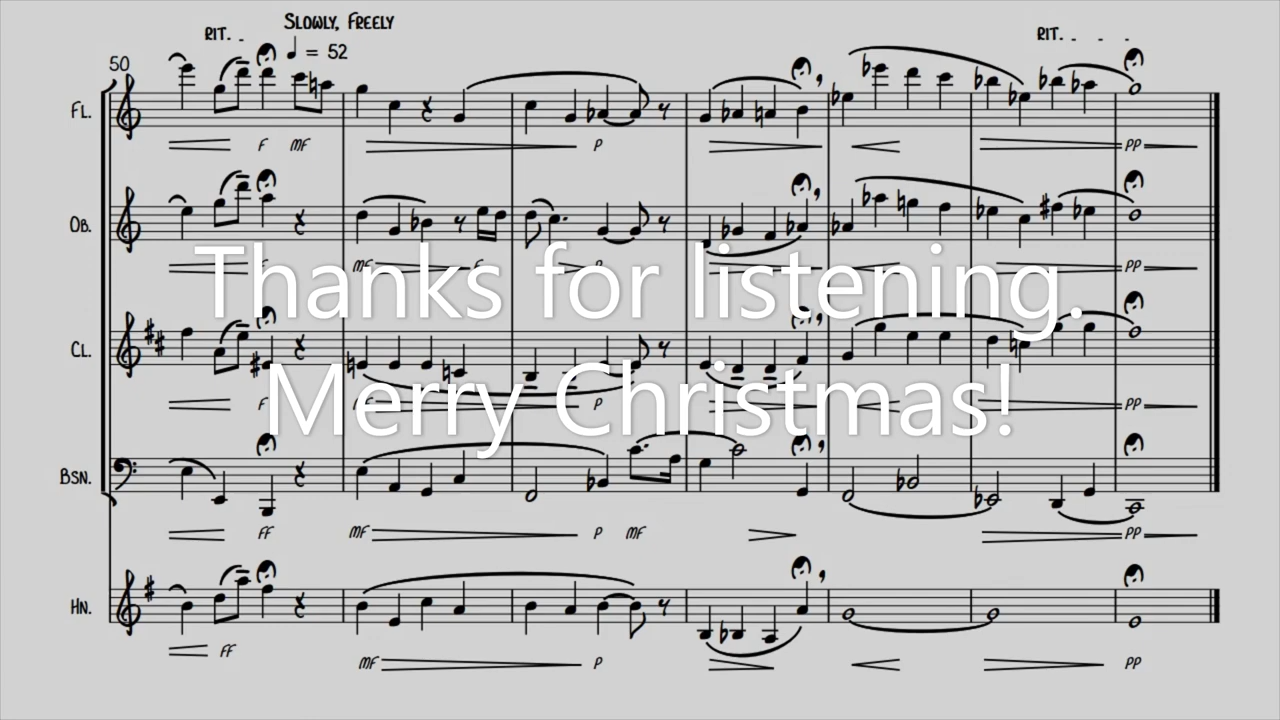 SLOWLY, FREELY
RIT. -
♩ = 52
RIT. - - -
50
FL.
F MF
P
PP
OB.
F
MF F P
PP
Thanks for listening.
CL.
F
P
PP
Merry Christmas!
BSN.
FF
MF P MF
PP
HN.
FF
MF P
PP